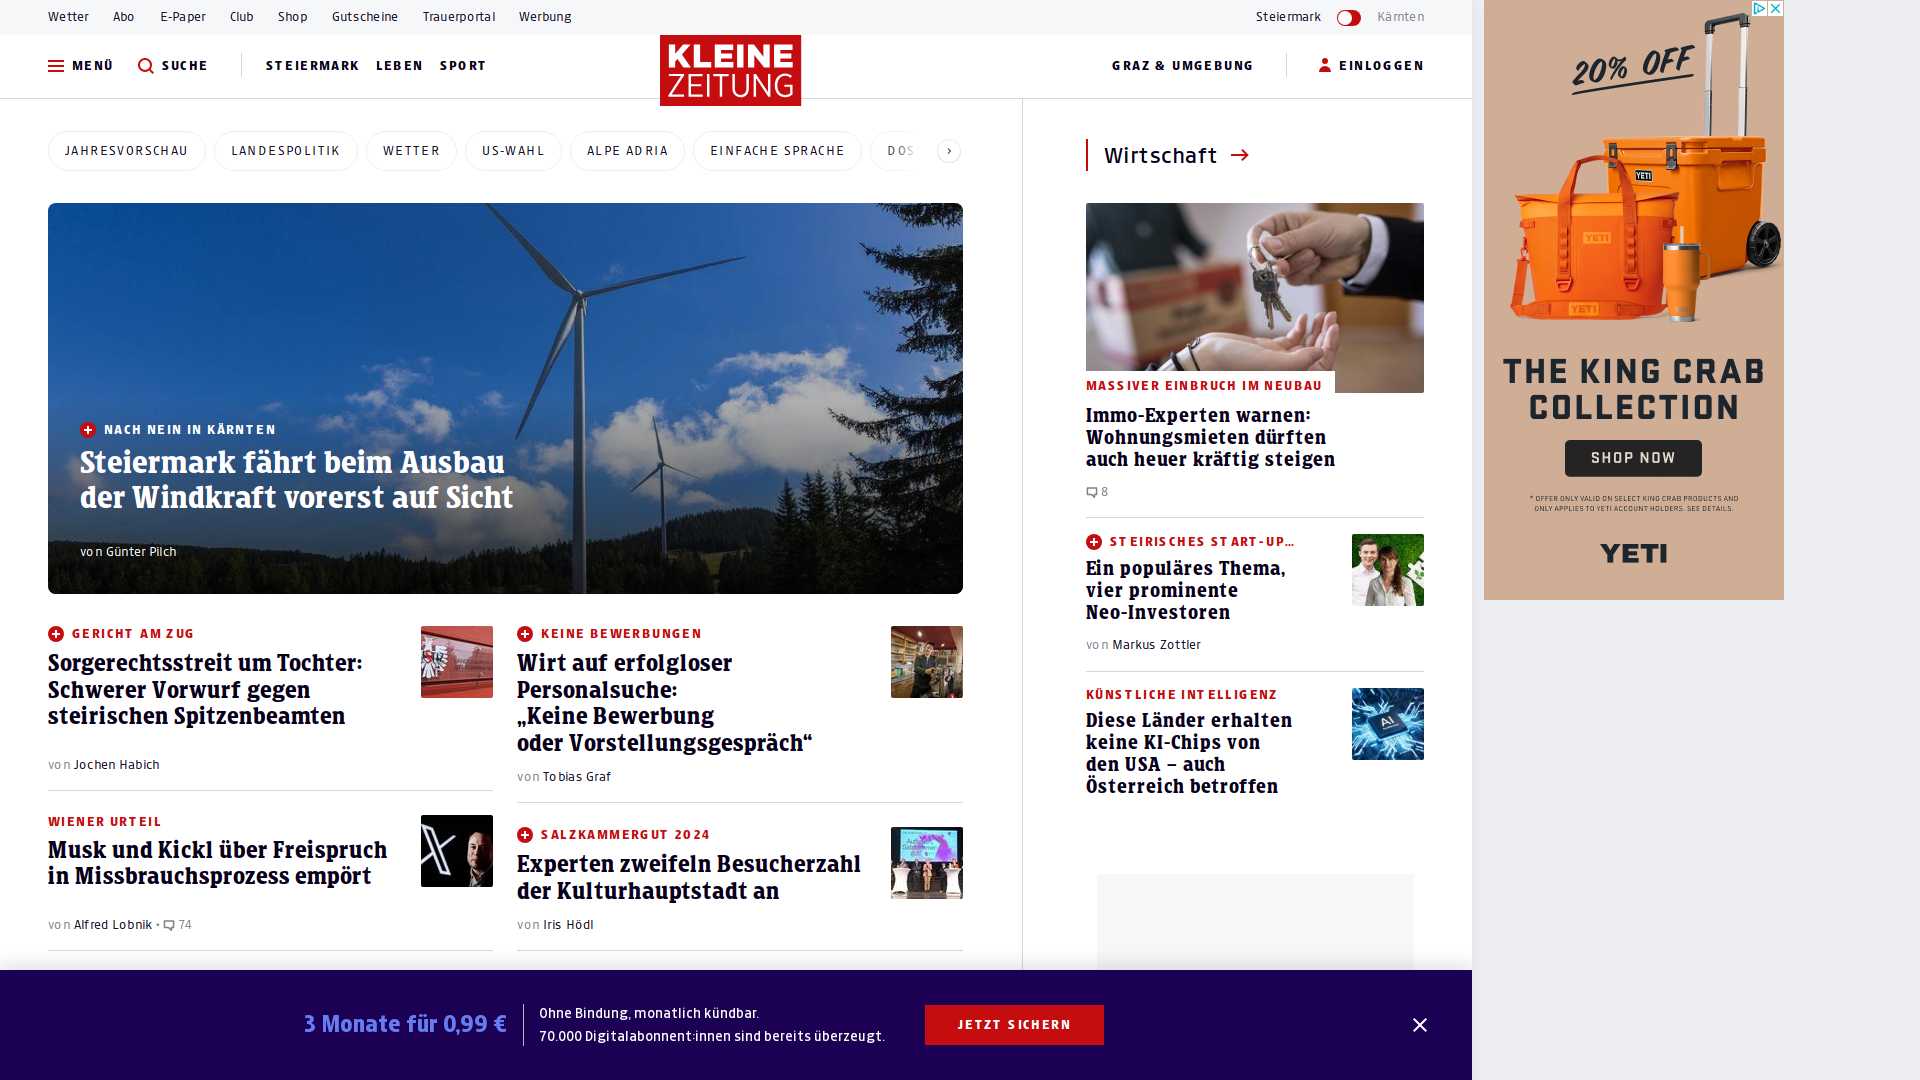 Wetter Abo E-Paper Club Shop Gutscheine Trauerportal Werbung
Steiermark Kärnten
MENÜ SUCHE STEIERMARK LEBEN SPORT
KLEINE
ZEITUNG
GRAZ & UMGEBUNG EINLOGGEN
JAHRESVORSCHAU LANDESPOLITIK WETTER US-WAHL ALPE ADRIA EINFACHE SPRACHE DOS
NACH NEIN IN KÄRNTEN
Steiermark fährt beim Ausbau
der Windkraft vorerst auf Sicht
von Günter Pilch
GERICHT AM ZUG
Sorgerechtsstreit um Tochter:
Schwerer Vorwurf gegen
steirischen Spitzenbeamten
von Jochen Habich
KEINE BEWERBUNGEN
Wirt auf erfolgloser
Personalsuche:
„Keine Bewerbung
oder Vorstellungsgespräch“
von Tobias Graf
WIENER URTEIL
Musk und Kickl über Freispruch
in Missbrauchsprozess empört
von Alfred Lobnik • 74
SALZKAMMERGUT 2024
Experten zweifeln Besucherzahl
der Kulturhauptstadt an
von Iris Hödl
Wirtschaft
MASSIVER EINBRUCH IM NEUBAU
Immo-Experten warnen:
Wohnungsmieten dürften
auch heuer kräftig steigen
8
STEIRISCHES START-UP...
Ein populäres Thema,
vier prominente
Neo-Investoren
von Markus Zottler
KÜNSTLICHE INTELLIGENZ
Diese Länder erhalten
keine KI-Chips von
den USA – auch
Österreich betroffen
AI
3 Monate für 0,99 €
Ohne Bindung, monatlich kündbar.
70.000 Digitalabonnent:innen sind bereits überzeugt.
JETZT SICHERN
20% OFF
YETI
YETI
YETI
THE KING CRAB
COLLECTION
SHOP NOW
* OFFER ONLY VALID ON SELECT KING CRAB PRODUCTS AND
ONLY APPLIES TO YETI ACCOUNT HOLDERS. SEE DETAILS.
YETI